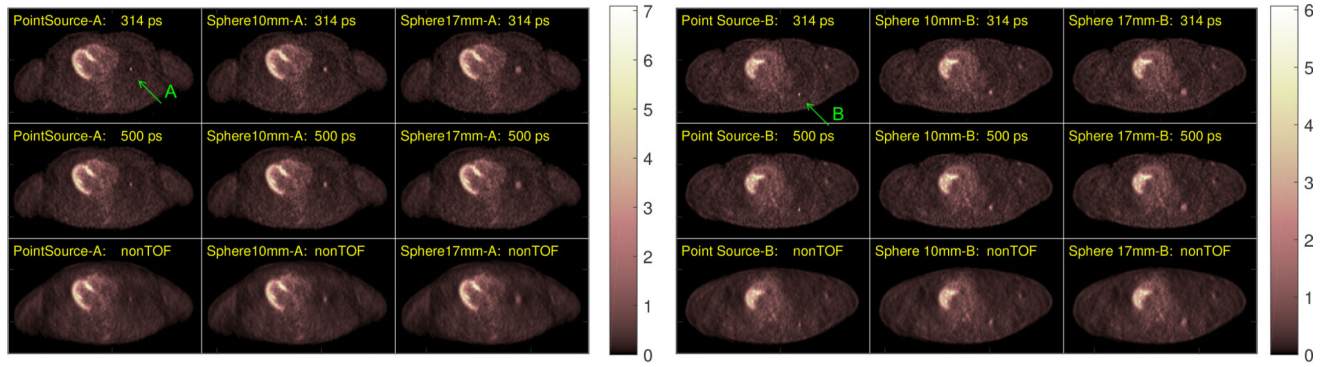 PointSource-A: 314 ps
Sphere10mm-A: 314 ps
Sphere17mm-A: 314 ps
A
PointSource-A: 500 ps
Sphere10mm-A: 500 ps
Sphere17mm-A: 500 ps
PointSource-A: nonTOF
Sphere10mm-A: nonTOF
Sphere17mm-A: nonTOF
7
6
5
4
3
2
1
0
Point Source-B: 314 ps
Sphere 10mm-B: 314 ps
Sphere 17mm-B: 314 ps
B
Point Source-B: 500 ps
Sphere 10mm-B: 500 ps
Sphere 17mm-B: 500 ps
Point Source-B: nonTOF
Sphere 10mm-B: nonTOF
Sphere 17mm-B: nonTOF
6
5
4
3
2
1
0